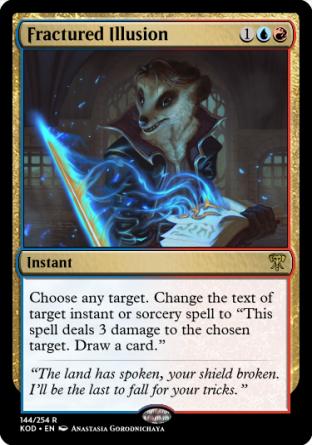 Fractured Illusion 1
Instant
Choose any target. Change the text of
target instant or sorcery spell to “This
spell deals 3 damage to the chosen
target. Draw a card.”
“The land has spoken, your shield broken.
I’ll be the last to fall for your tricks.”
144/254 R
KOD • EN Anastasia Gorodnichaya